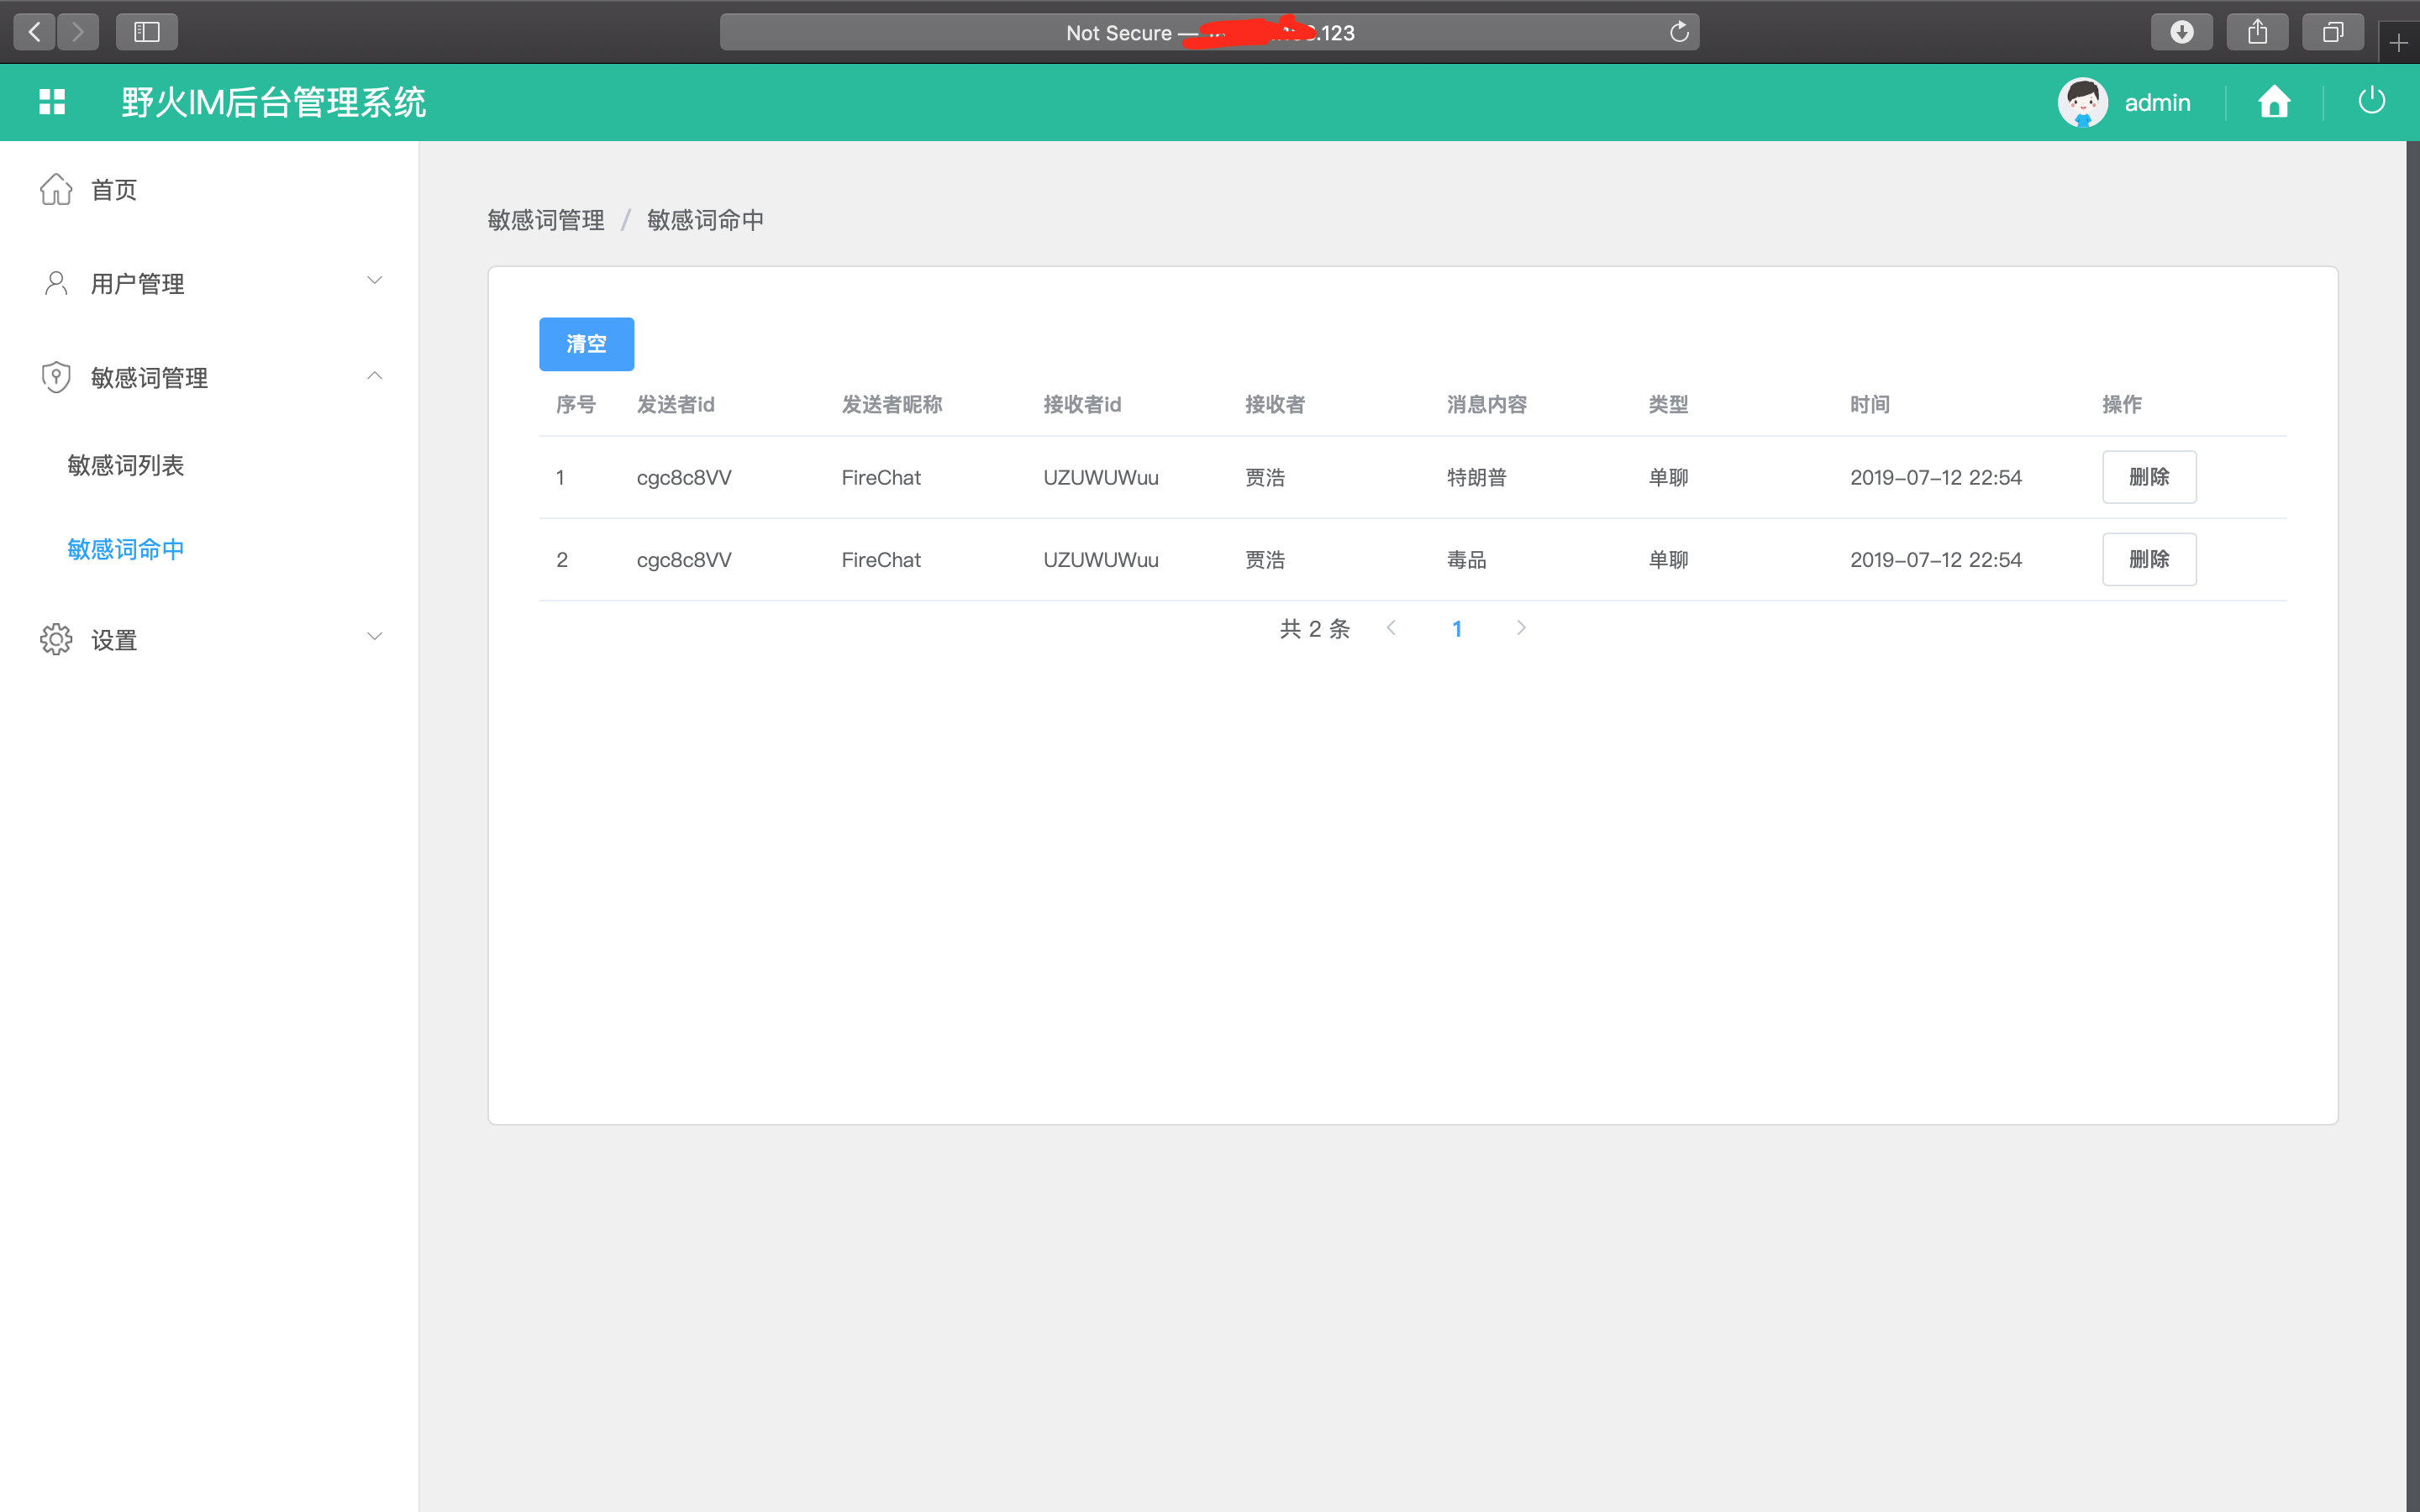 Not Secure — .123
野火IM后台管理系统
admin
首页
用户管理
敏感词管理
敏感词列表
敏感词命中
设置
敏感词管理 / 敏感词命中
清空
序号 发送者id 发送者昵称 接收者id 接收者 消息内容 类型 时间 操作
1 cgc8c8VV FireChat UZUWUWuu 贾浩 特朗普 单聊 2019-07-12 22:54 删除
2 cgc8c8VV FireChat UZUWUWuu 贾浩 毒品 单聊 2019-07-12 22:54 删除
共 2 条 1